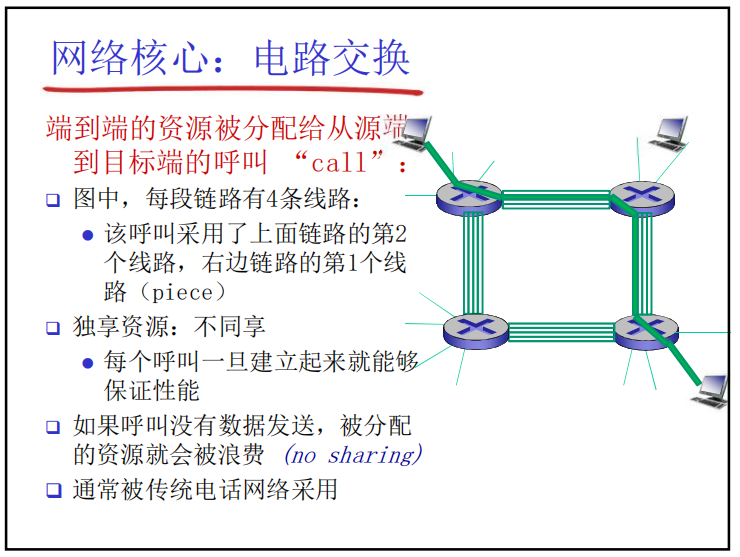 网络核心：电路交换
端到端的资源被分配给从源端
到目标端的呼叫 “call”：
图中，每段链路有4条线路：
该呼叫采用了上面链路的第2
个线路，右边链路的第1个线
路（piece）
独享资源：不同享
每个呼叫一旦建立起来就能够
保证性能
如果呼叫没有数据发送，被分配
的资源就会被浪费 (no sharing)
通常被传统电话网络采用